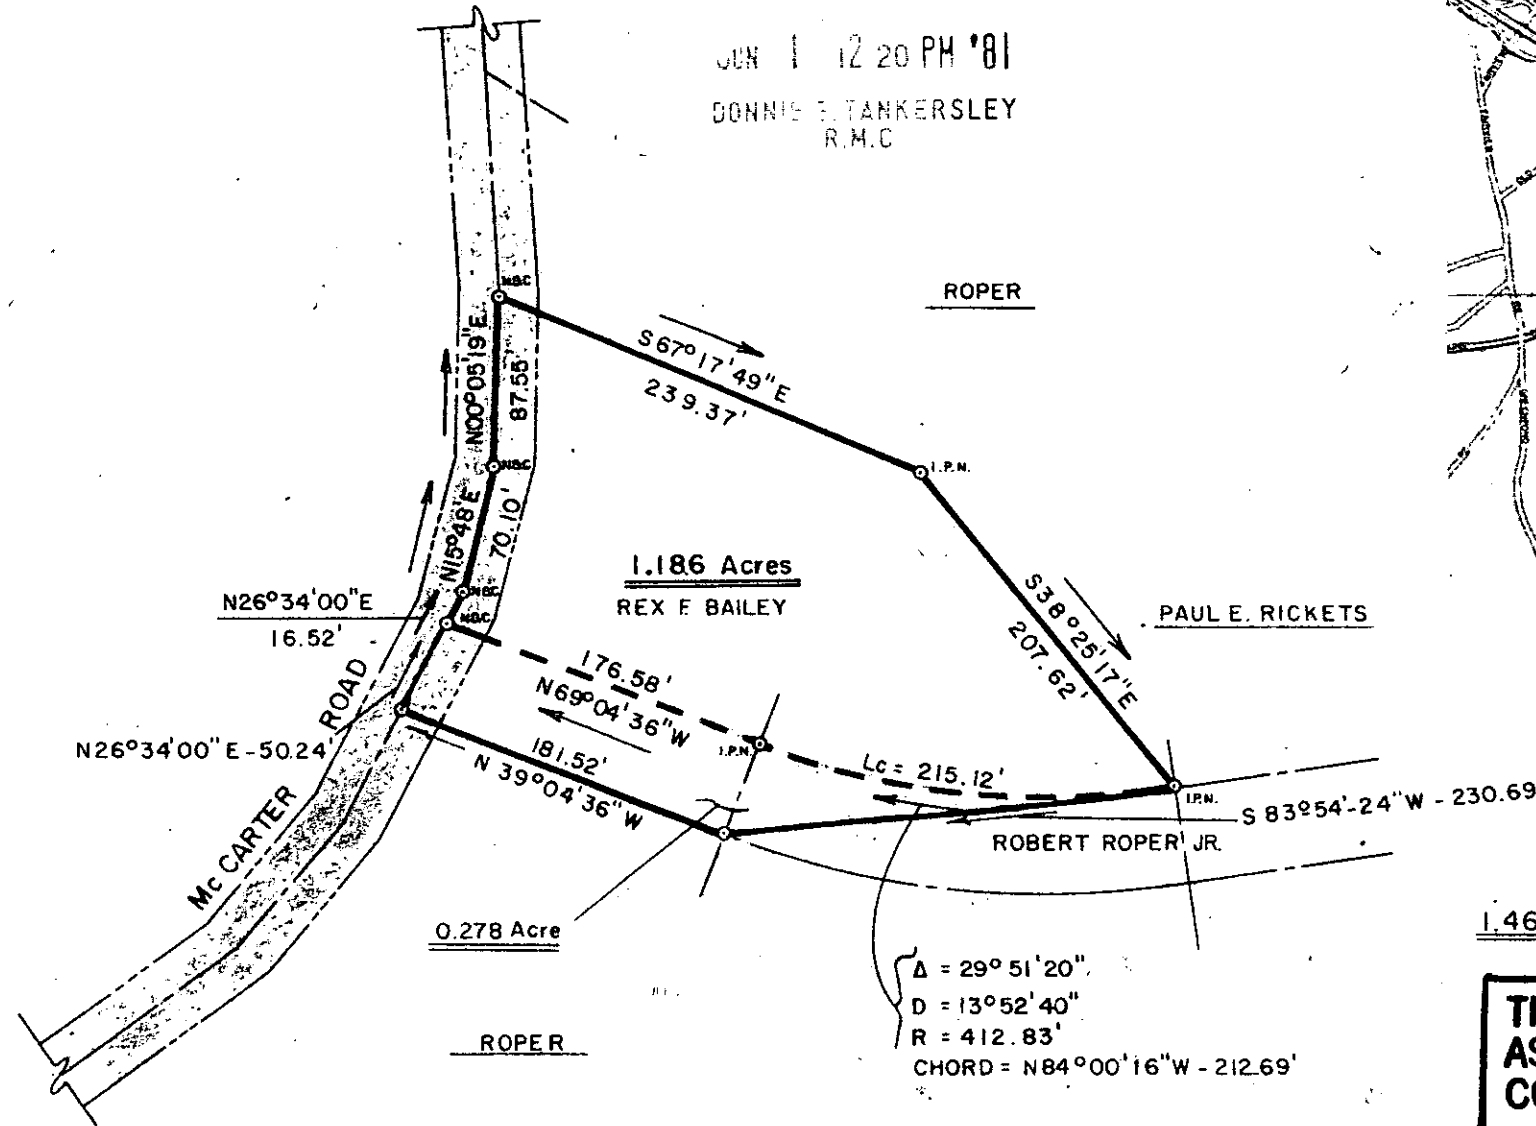 JUN 1 12 20 PM '81
DONNIE S. TANKERSLEY
R.M.C
N.B.C
ROPER
S 67° 17' 49" E
239.37'
N00° 05' 19" E
87.55'
I.P.N.
N.B.C
N15° 48' E
70.10'
1.186 Acres
REX F. BAILEY
S 38° 25' 17" E
207.62'
PAUL E. RICKETS
N.B.C
N26° 34' 00" E
16.52'
N.B.C
176.58'
N 69° 04' 36" W
I.P.N.
Mc CARTER ROAD
N26° 34' 00" E - 50.24'
181.52'
N 39° 04' 36" W
Lc = 215.12'
I.P.N.
S 83° 54' - 24" W - 230.69
ROBERT ROPER JR.
0.278 Acre
1.46
Δ = 29° 51' 20"
D = 13° 52' 40"
R = 412.83'
CHORD = N 84° 00' 16" W - 212.69'
ROPER